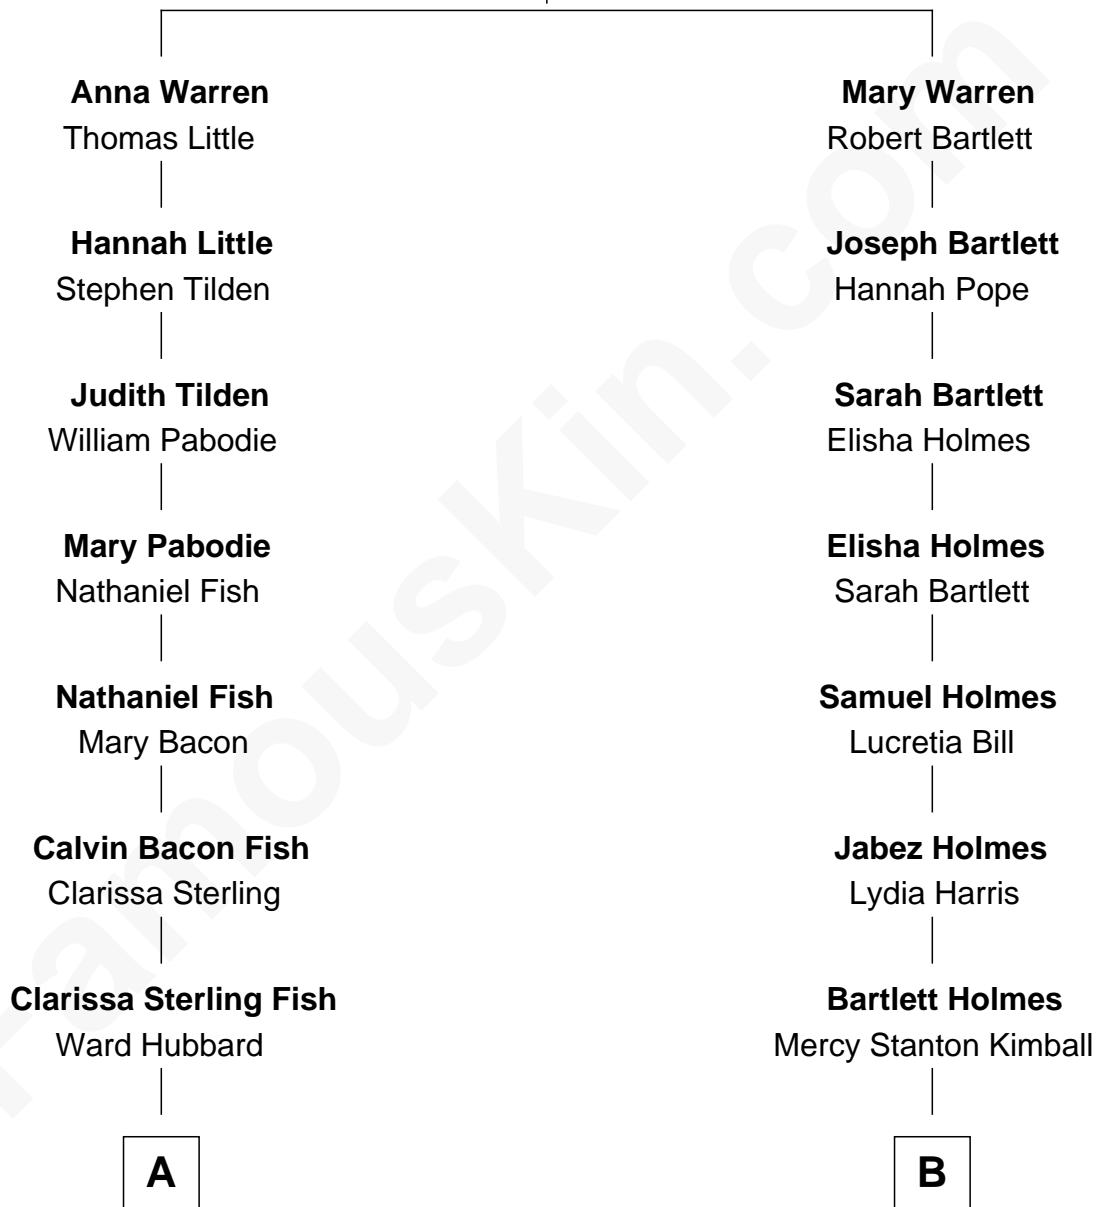 Anna Warren
Thomas Little
Hannah Little
Stephen Tilden
Judith Tilden
William Pabodie
Mary Pabodie
Nathaniel Fish
Nathaniel Fish
Mary Bacon
Calvin Bacon Fish
Clarissa Sterling
Clarissa Sterling Fish
Ward Hubbard
A
Mary Warren
Robert Bartlett
Joseph Bartlett
Hannah Pope
Sarah Bartlett
Elisha Holmes
Elisha Holmes
Sarah Bartlett
Samuel Holmes
Lucretia Bill
Jabez Holmes
Lydia Harris
Bartlett Holmes
Mercy Stanton Kimball
B
FamousKin.com